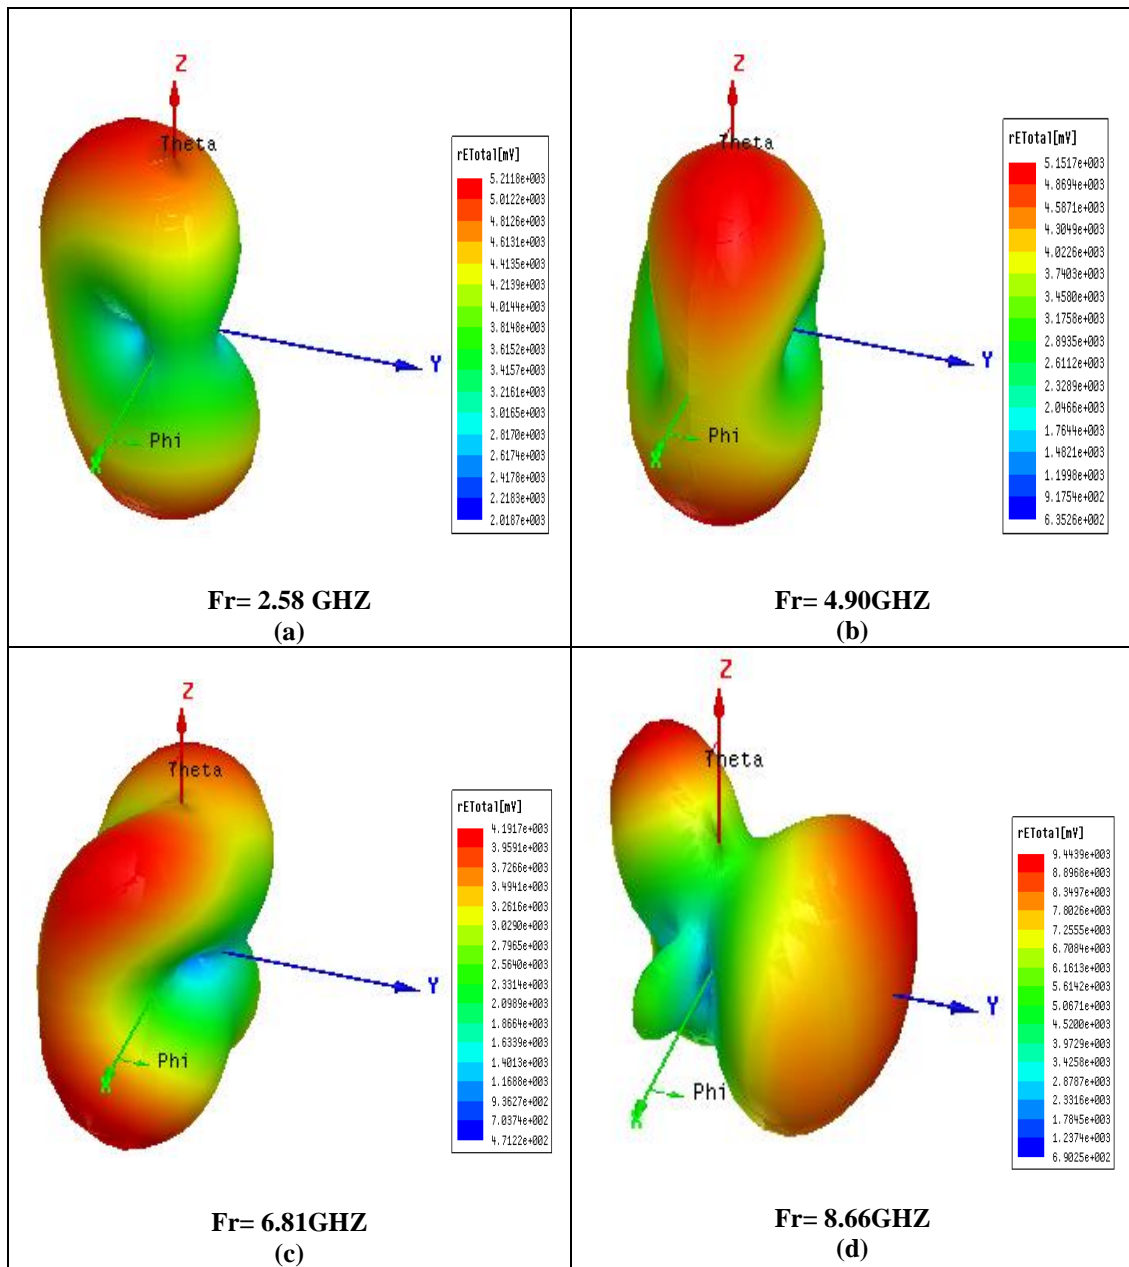 Z
Theta
rETotal[mV]
5.2118e+003
5.0122e+003
4.8126e+003
4.6131e+003
4.4135e+003
4.2139e+003
4.0144e+003
3.8148e+003
3.6152e+003
3.4157e+003
3.2161e+003
3.0165e+003
2.8170e+003
2.6174e+003
2.4178e+003
2.2183e+003
2.0187e+003
Y
Phi
X
Fr= 2.58 GHZ
(a)
Z
Theta
rETotal[mV]
5.1517e+003
4.8694e+003
4.5871e+003
4.3049e+003
4.0226e+003
3.7403e+003
3.4580e+003
3.1758e+003
2.8935e+003
2.6112e+003
2.3289e+003
2.0466e+003
1.7644e+003
1.4821e+003
1.1998e+003
9.1754e+002
6.3526e+002
Y
Phi
X
Fr= 4.90GHZ
(b)
Z
Theta
rETotal[mV]
4.1917e+003
3.9591e+003
3.7266e+003
3.4941e+003
3.2616e+003
3.0290e+003
2.7965e+003
2.5640e+003
2.3314e+003
2.0989e+003
1.8664e+003
1.6339e+003
1.4013e+003
1.1688e+003
9.3627e+002
7.0374e+002
4.7122e+002
Y
Phi
X
Fr= 6.81GHZ
(c)
Z
Theta
rETotal[mV]
9.4439e+003
8.8968e+003
8.3497e+003
7.8026e+003
7.2555e+003
6.7084e+003
6.1613e+003
5.6142e+003
5.0671e+003
4.5200e+003
3.9729e+003
3.4258e+003
2.8787e+003
2.3316e+003
1.7845e+003
1.2374e+003
6.9025e+002
Y
Phi
X
Fr= 8.66GHZ
(d)